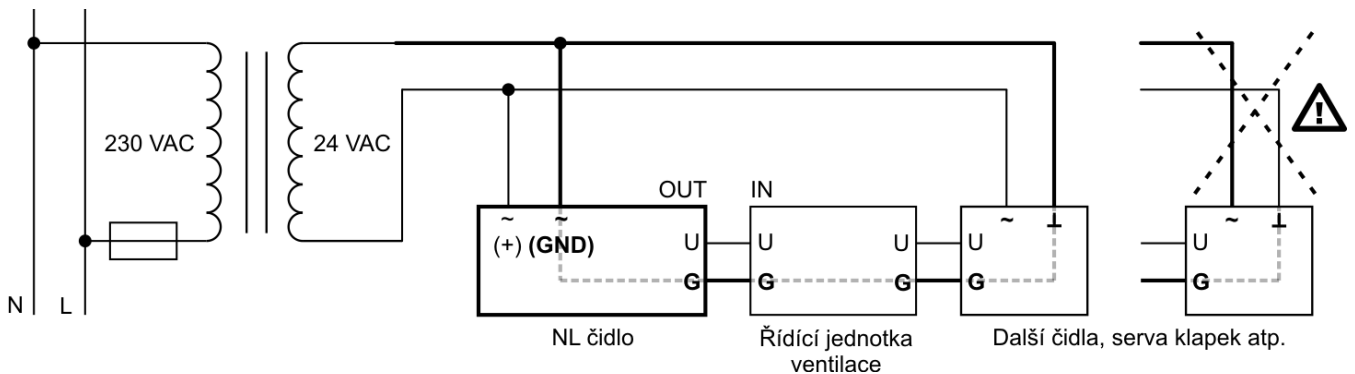 230 VAC
24 VAC
N L
OUT IN
~ ~
(+) (GND)
U
G
U
G
U
G
~ ⊥
U
G
~ ⊥
U
G
NL čidlo
Řídící jednotka
ventilace
Další čidla, serva klapek atp.
!